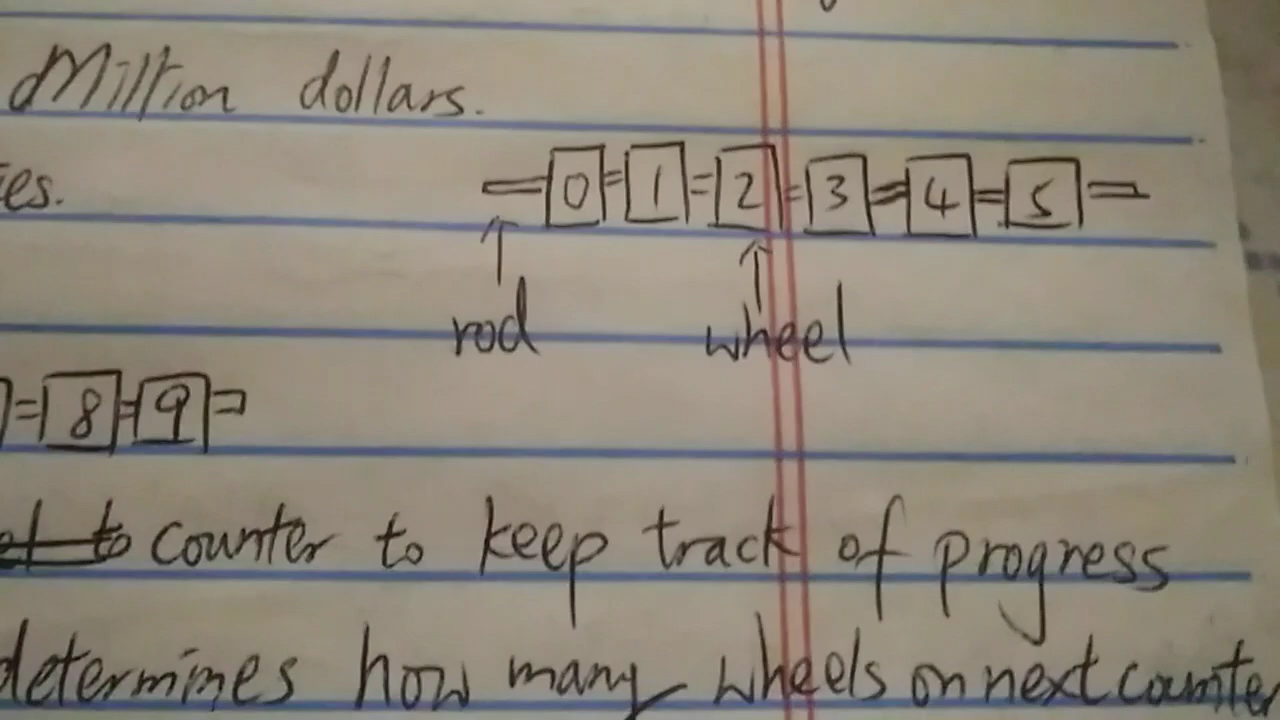 Million dollars.
es.
0 1 2 3 4 5
rod wheel
8 9
to counter to keep track of progress
determines how many wheels on next counter